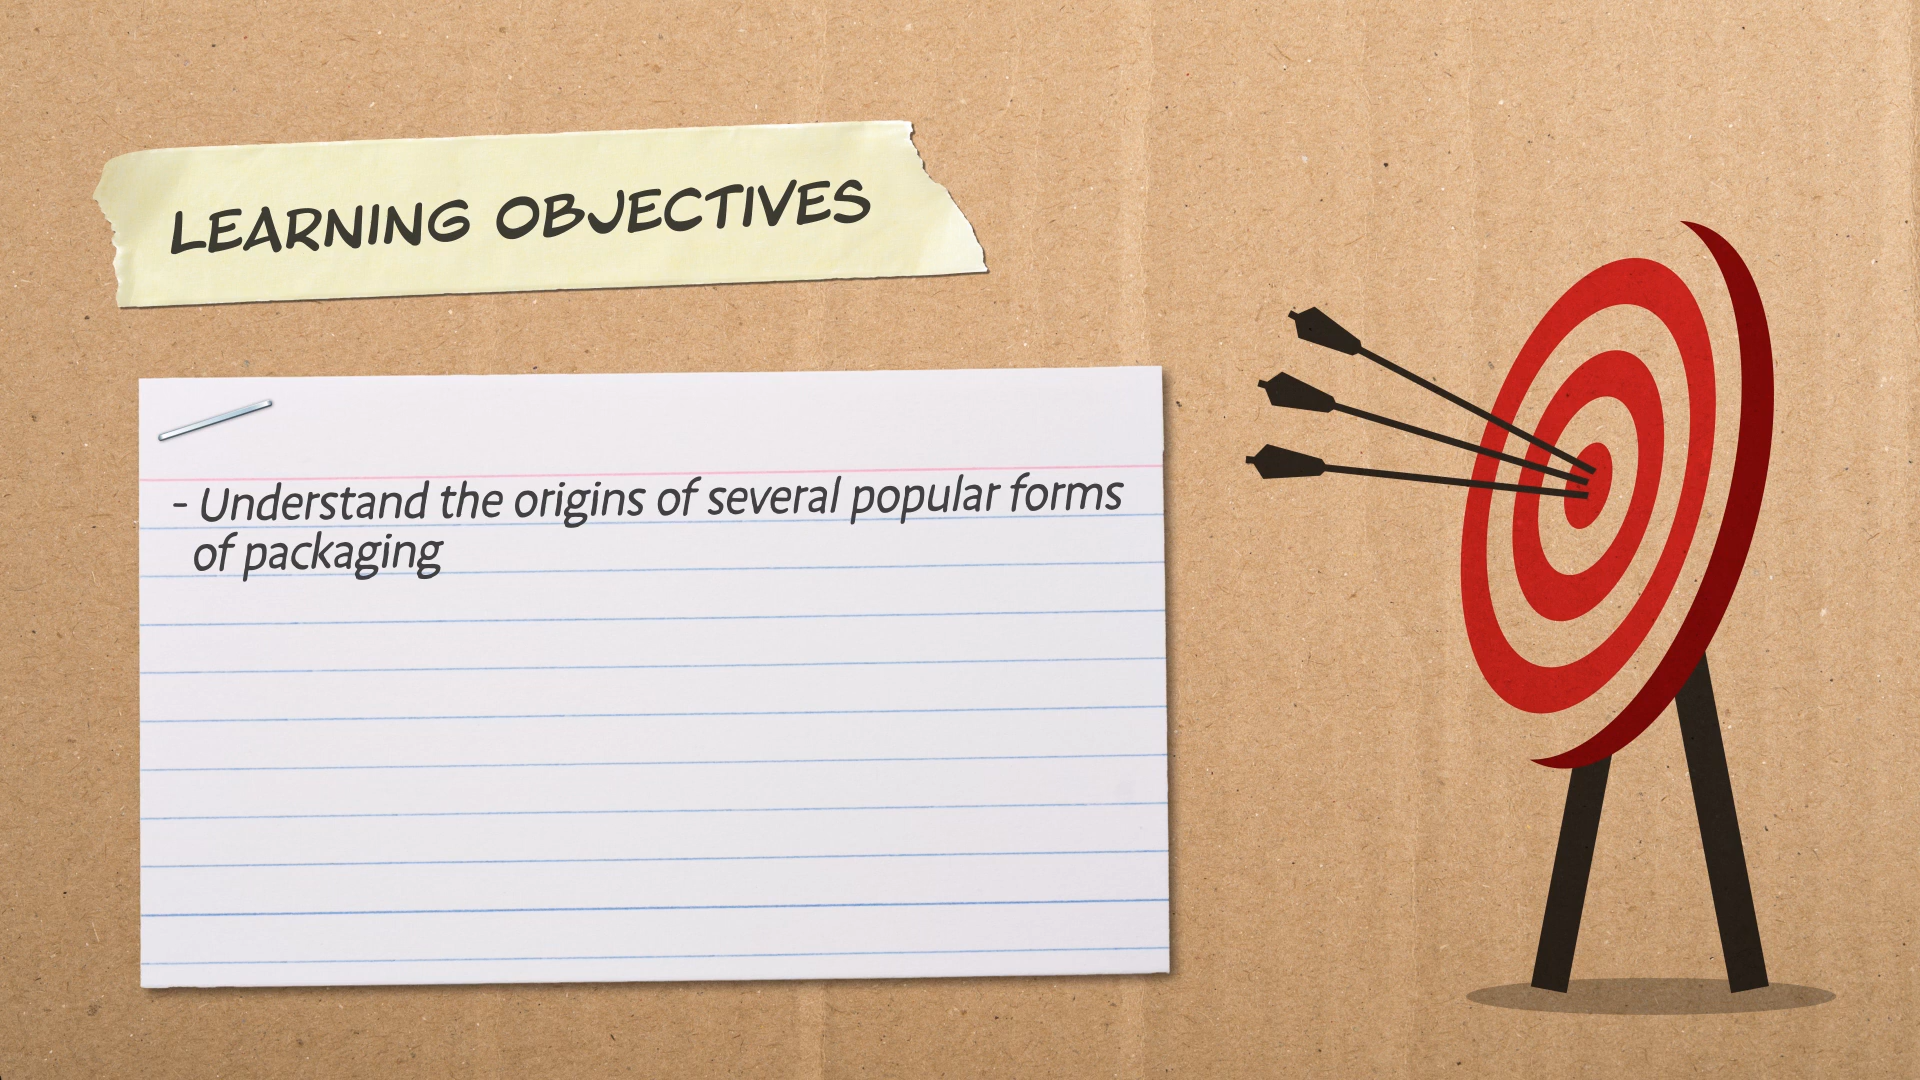 LEARNING OBJECTIVES
- Understand the origins of several popular forms
of packaging